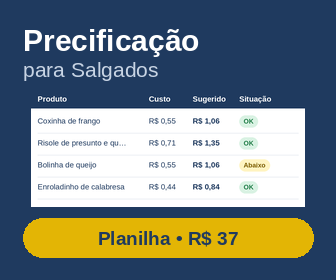 Precificação
para Salgados
Produto Custo Sugerido Situação
Coxinha de frango R$ 0,55 R$ 1,06 OK
Risole de presunto e qu... R$ 0,71 R$ 1,35 OK
Bolinha de queijo R$ 0,55 R$ 1,06 Abaixo
Enroladinho de calabresa R$ 0,44 R$ 0,84 OK
Planilha • R$ 37